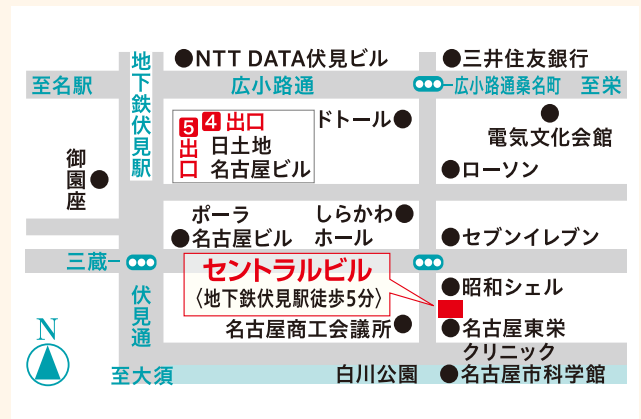 NTT DATA伏見ビル
三井住友銀行
地下鉄伏見駅
至名駅
広小路通
広小路通桑名町
至栄
5 4 出口
出口
日土地
名古屋ビル
ドトール
電気文化会館
御園座
ローソン
ポーラ
名古屋ビル
しらかわ
ホール
セブンイレブン
三蔵
セントラルビル
〈地下鉄伏見駅徒歩5分〉
昭和シェル
伏見通
名古屋商工会議所
名古屋東栄
クリニック
N
至大須
白川公園
名古屋市科学館